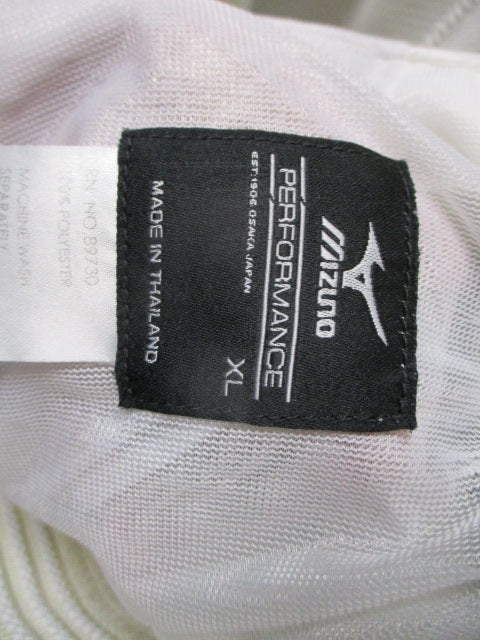 MIZUNO
PERFORMANCE
EST.1906 OSAKA JAPAN
XL
MADE IN THAILAND
RN NO.89730
100% POLYESTER
MACHINE WASH
SEPARATELY